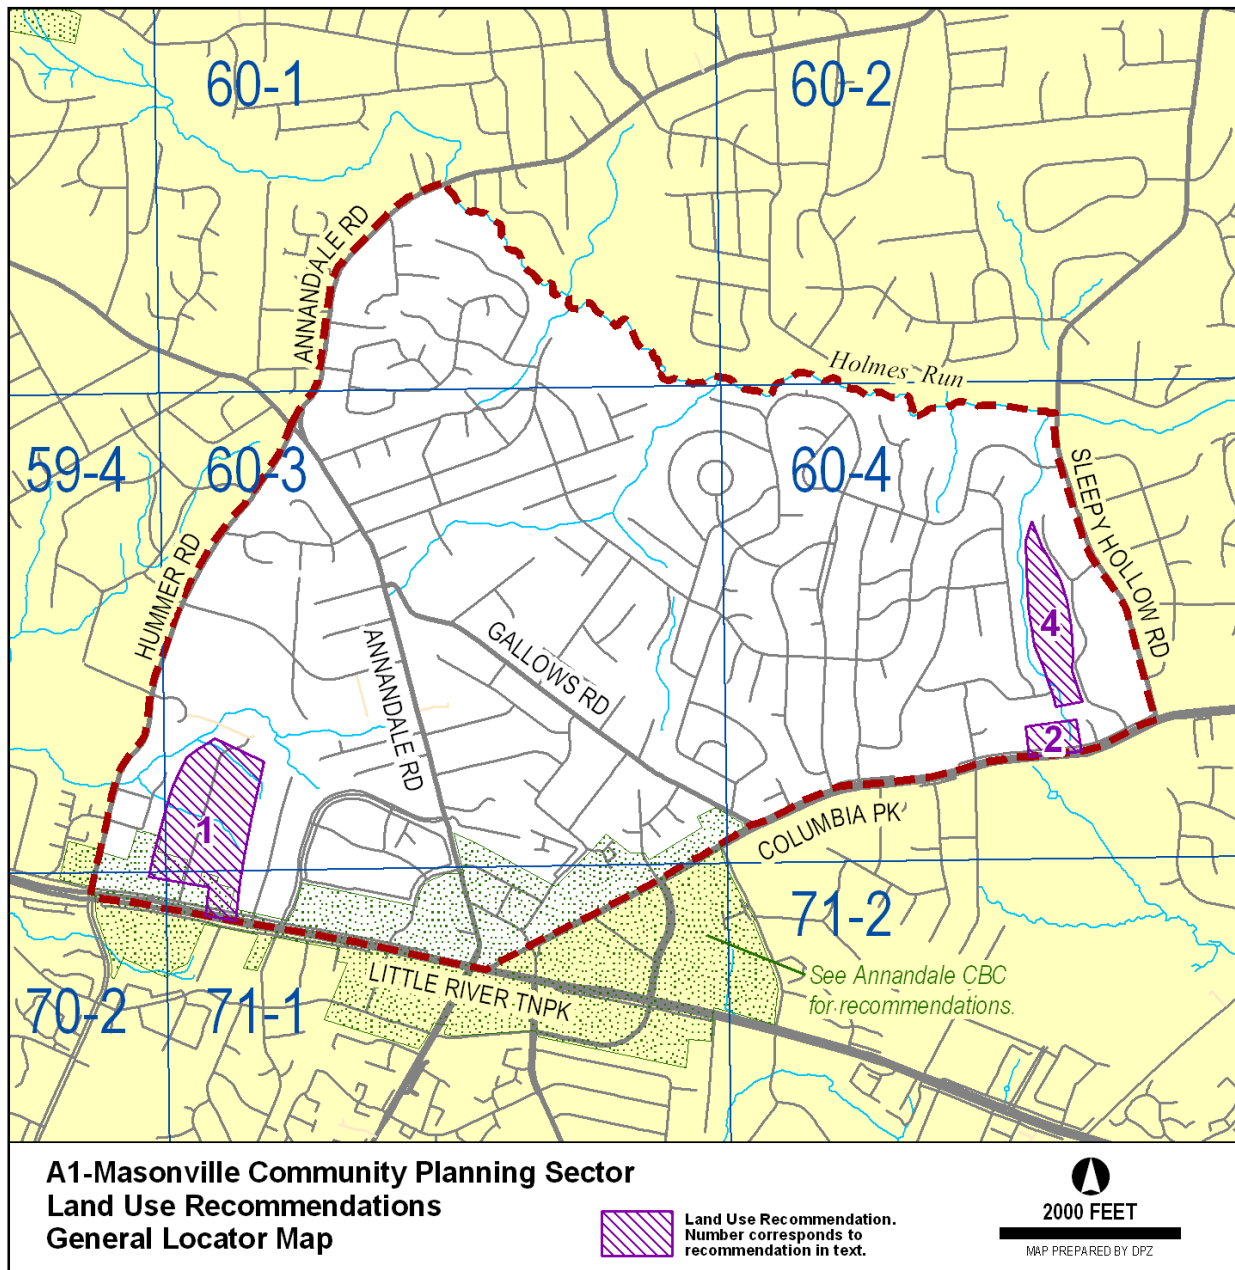 60-1
60-2
ANNANDALE RD
Holmes Run
59-4
60-3
60-4
SLEEPY HOLLOW RD
HUMMER RD
4
ANNANDALE RD
GALLOWS RD
2
1
COLUMBIA PK
71-2
See Annandale CBC
for recommendations.
LITTLE RIVER TNPK
70-2
71-1
A1-Masonville Community Planning Sector
Land Use Recommendations
General Locator Map
Land Use Recommendation.
Number corresponds to
recommendation in text.
2000 FEET
MAP PREPARED BY DPZ